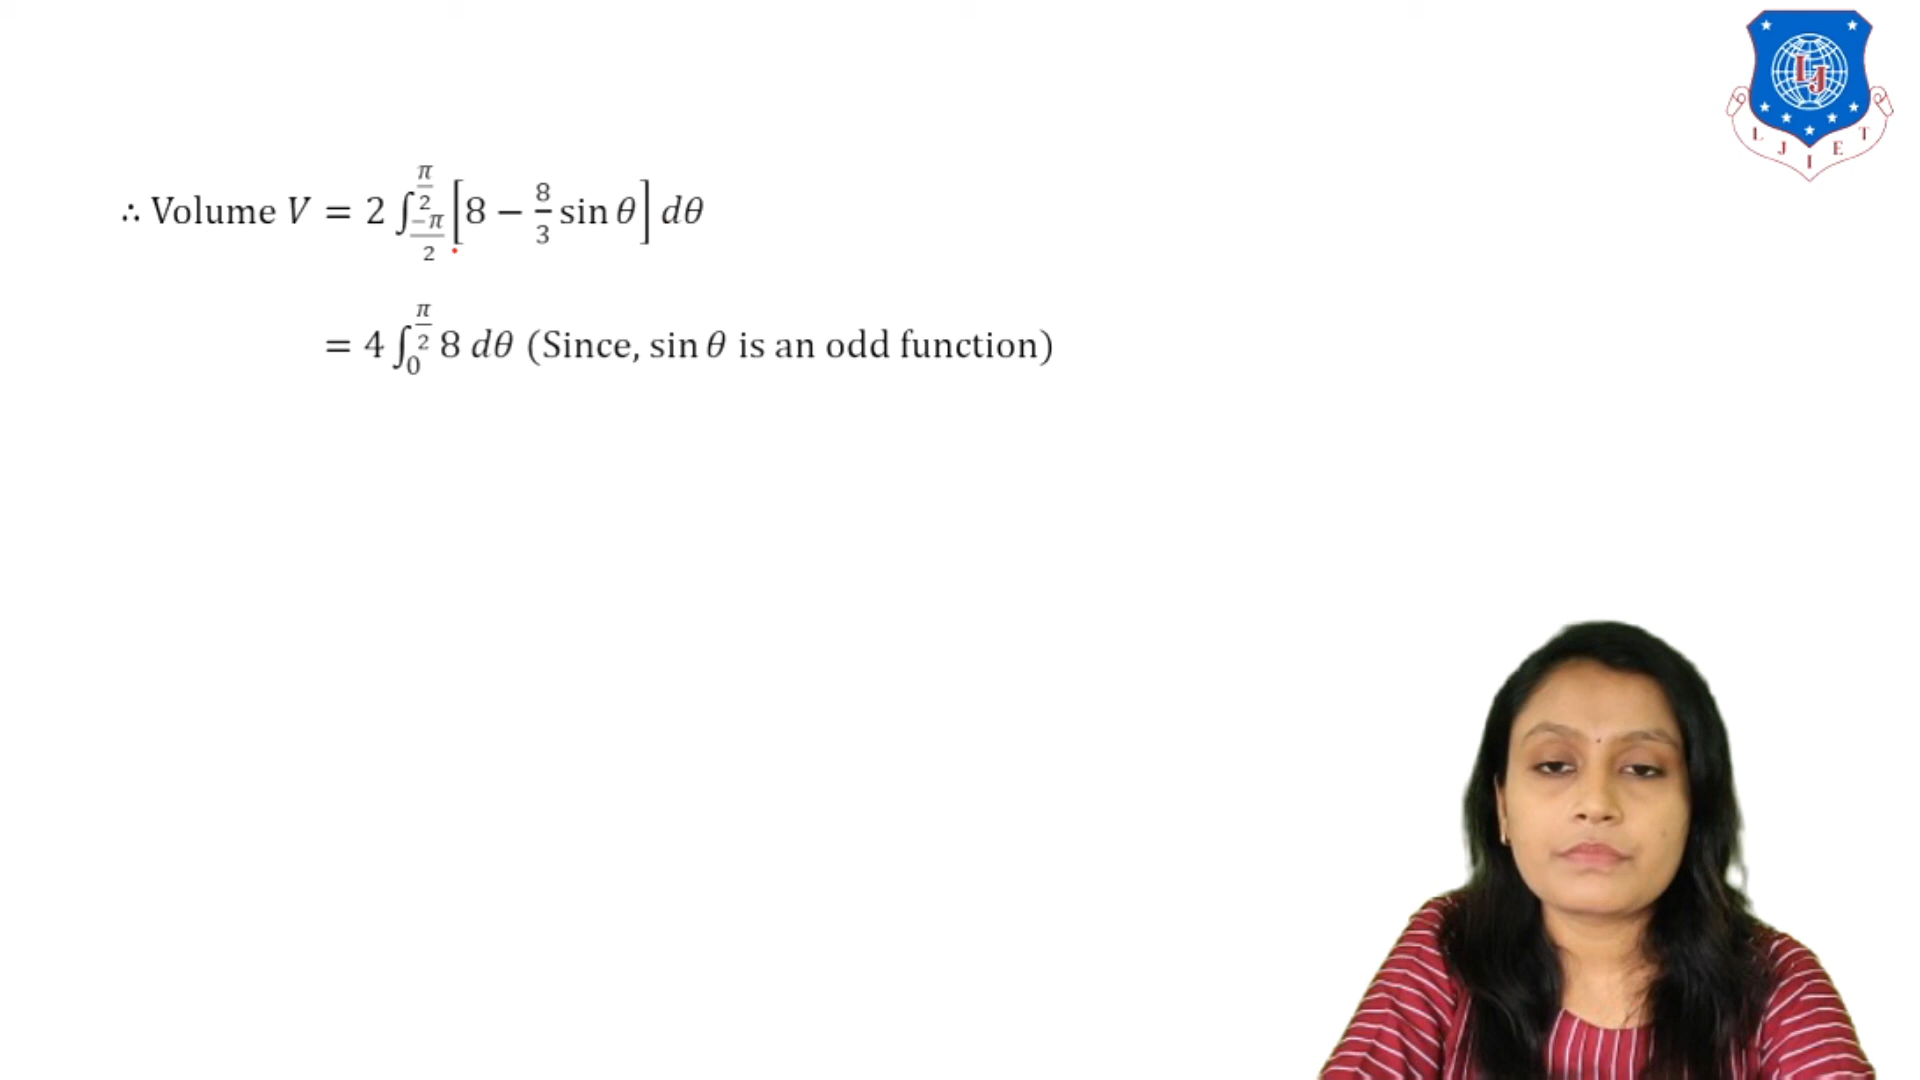 ∴ Volume V = 2 ∫_{-π/2}^{π/2} [8 − 8/3 sin θ] dθ
= 4 ∫_0^{π/2} 8 dθ (Since, sin θ is an odd function)
LJ
L J I E T